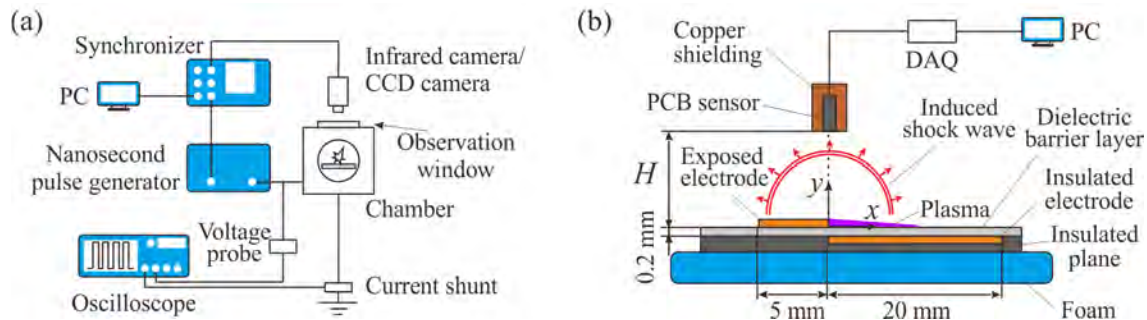 (a)
Synchronizer
PC
Infrared camera/
CCD camera
Observation
window
Nanosecond
pulse generator
Chamber
Voltage
probe
Oscilloscope
Current shunt
(b)
Copper
shielding
PCB sensor
DAQ
PC
Induced
shock wave
Dielectric
barrier layer
Exposed
electrode
Insulated
electrode
H
y
x
Plasma
Insulated
plane
0.2 mm
5 mm
20 mm
Foam